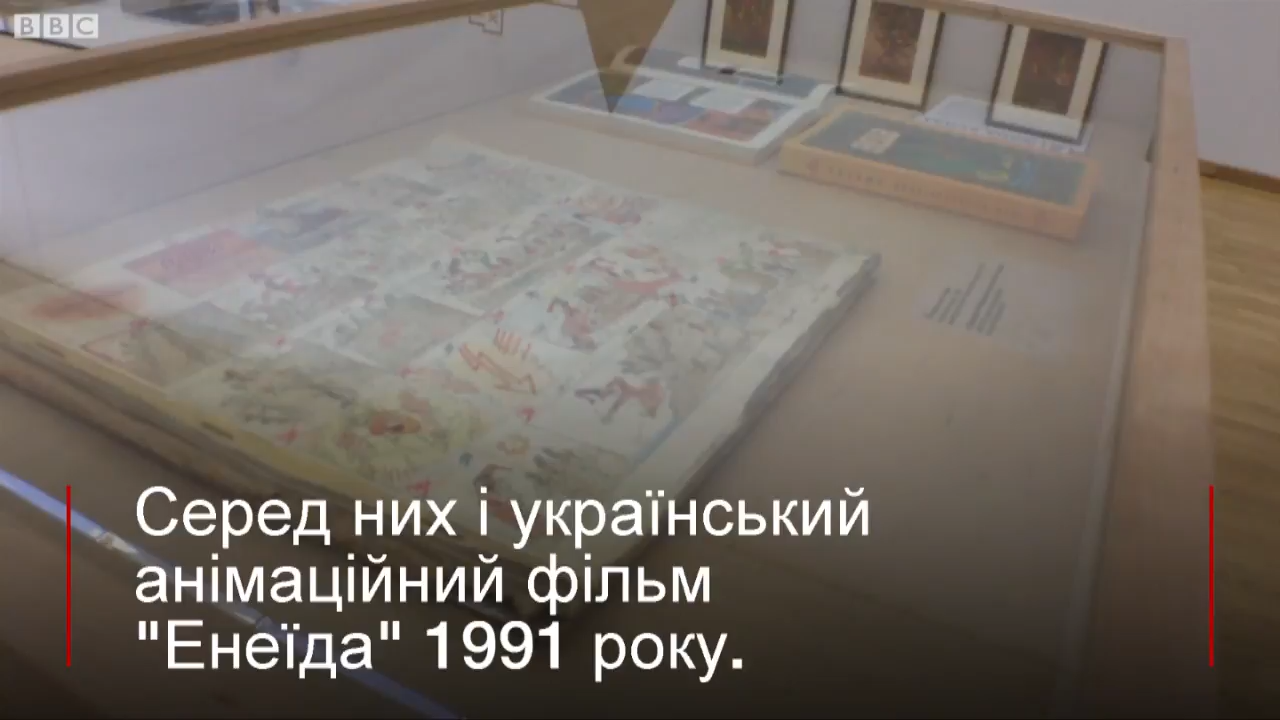 BBC
Серед них і український
анімаційний фільм
"Енеїда" 1991 року.